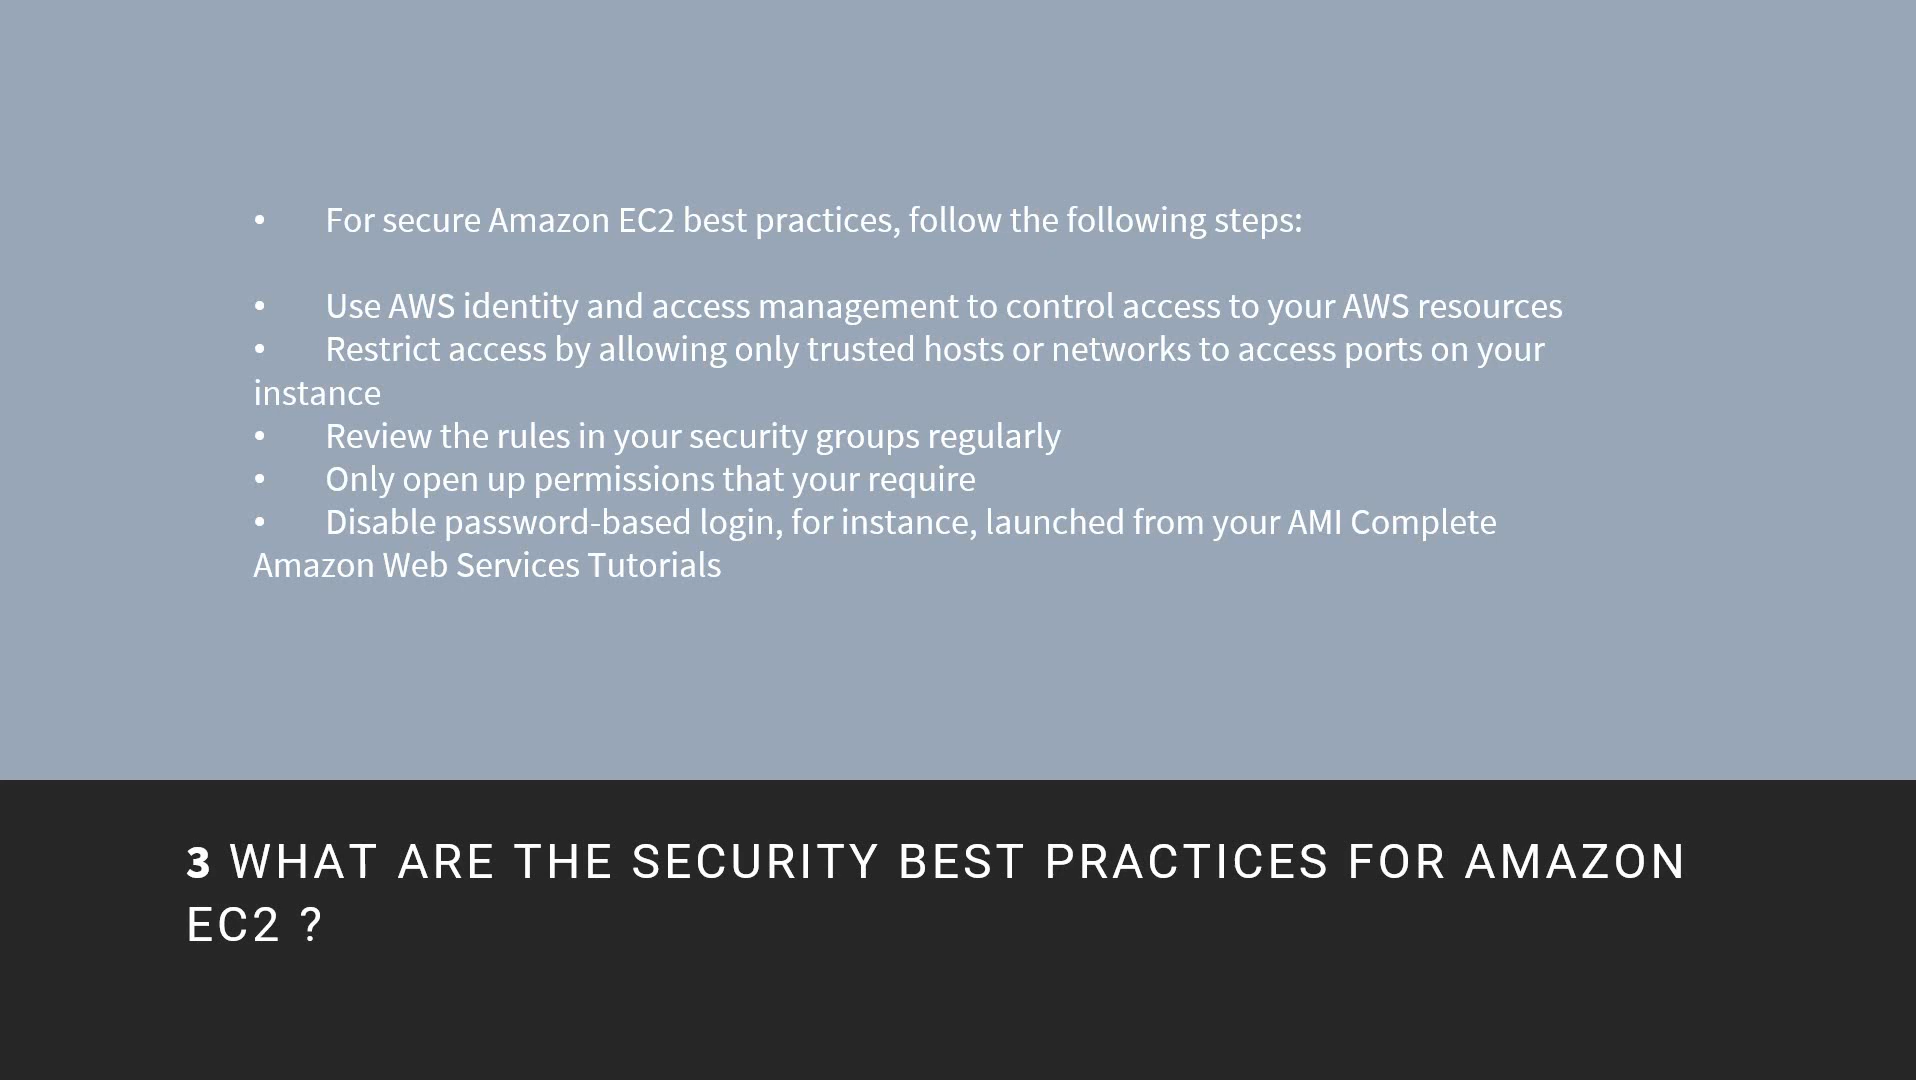 • For secure Amazon EC2 best practices, follow the following steps:
• Use AWS identity and access management to control access to your AWS resources
• Restrict access by allowing only trusted hosts or networks to access ports on your
instance
• Review the rules in your security groups regularly
• Only open up permissions that your require
• Disable password-based login, for instance, launched from your AMI Complete
Amazon Web Services Tutorials
3 WHAT ARE THE SECURITY BEST PRACTICES FOR AMAZON
EC2 ?